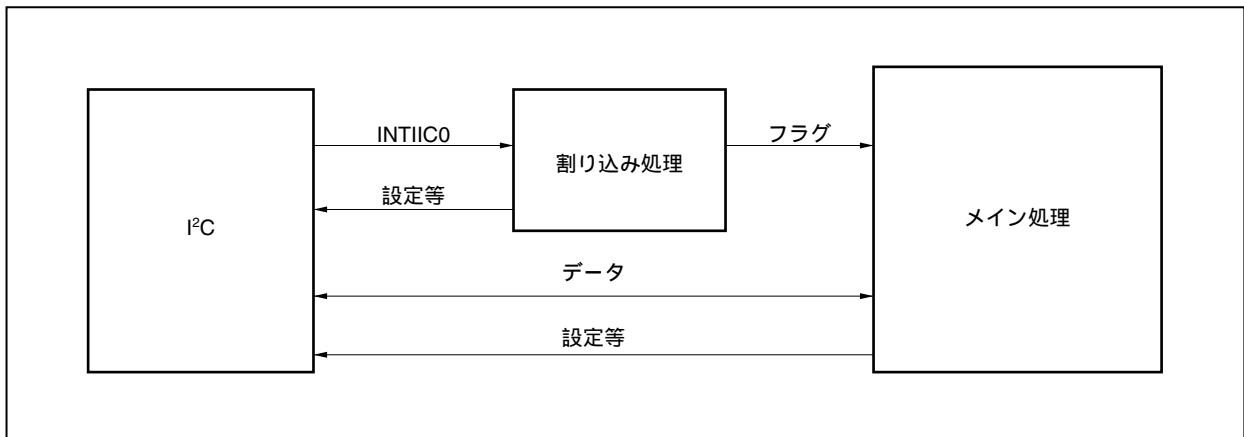 INTIIC0
フラグ
割り込み処理
設定等
I²C
メイン処理
データ
設定等